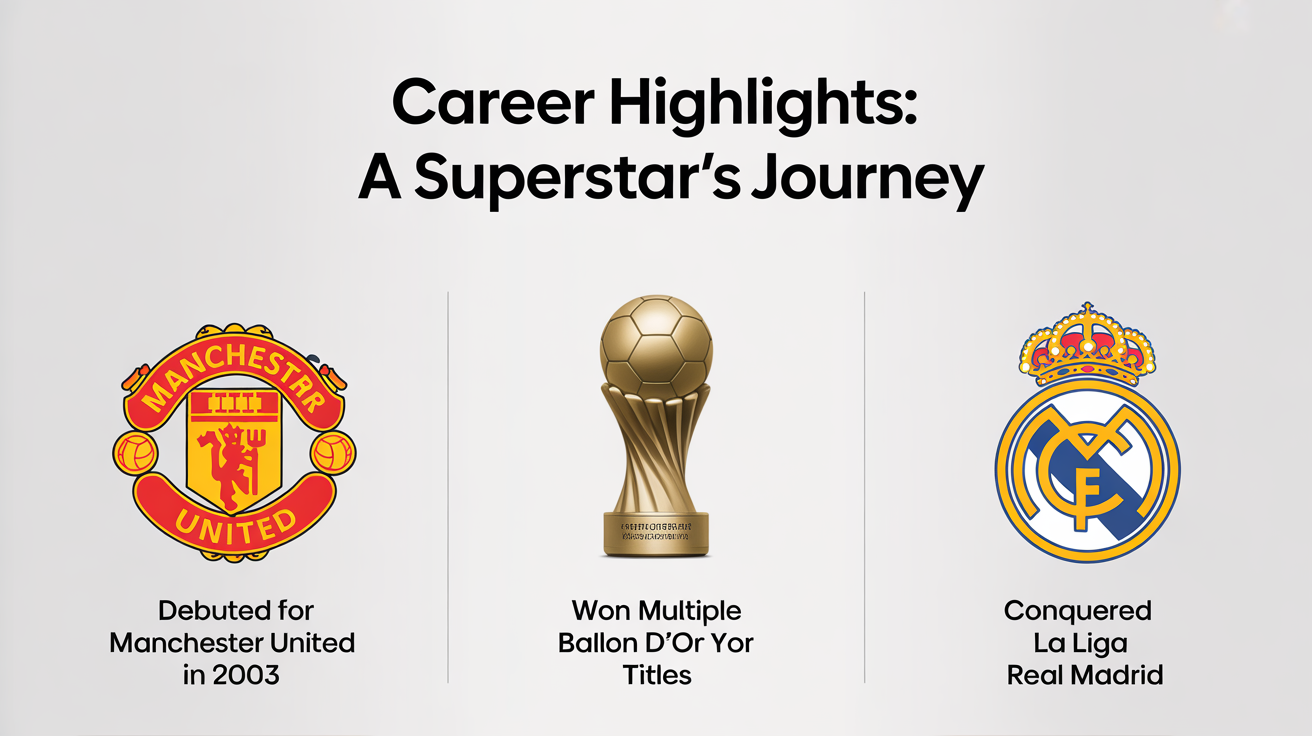 Career Highlights:
A Superstar's Journey
MANCHESTRR
UNITED
Debuted for
Manchester United
in 2003
Won Multiple
Ballon D'Or Yor
Titles
Conquered
La Liga
Real Madrid